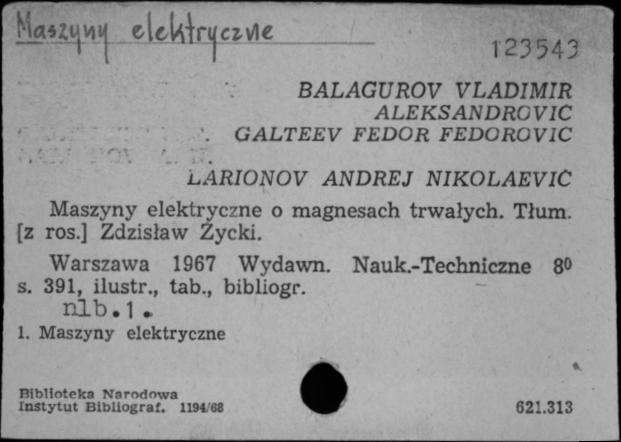 Maszyny elektryczne
123543
BALAGUROV VLADIMIR
ALEKSANDROVIC
GALTEEV FEDOR FEDOROVIC
LARIONOV ANDREJ NIKOLAEVIČ
Maszyny elektryczne o magnesach trwałych. Tłum.
[z ros.] Zdzisław Życki.
Warszawa 1967 Wydawn. Nauk.-Techniczne 8⁰
s. 391, ilustr., tab., bibliogr.
nlb. 1.
1. Maszyny elektryczne
Biblioteka Narodowa
Instytut Bibliograf. 1194/68
621.313